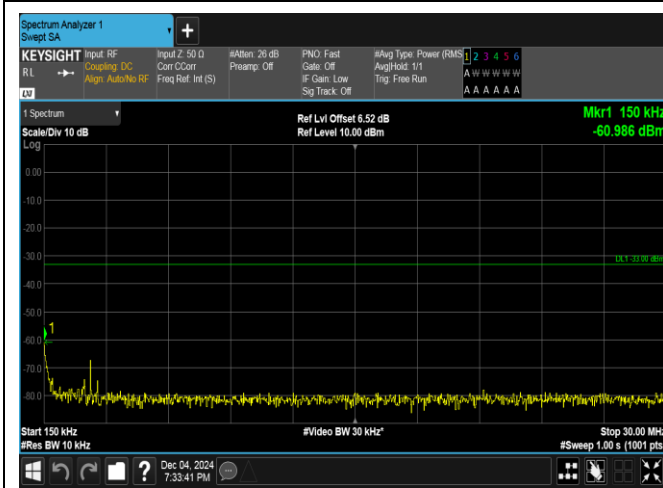 Spectrum Analyzer 1
Swept SA
+
KEYSIGHT
RL
LXI
Input: RF
Coupling: DC
Align: Auto/No RF
Input Z: 50 Ω
Corr CCorr
Freq Ref: Int (S)
#Atten: 26 dB
Preamp: Off
PNO: Fast
Gate: Off
IF Gain: Low
Sig Track: Off
#Avg Type: Power (RMS
Avg|Hold: 1/1
Trig: Free Run
1 2 3 4 5 6
A W W W W W
A A A A A A
1 Spectrum
Scale/Div 10 dB
Log
Ref Lvl Offset 6.52 dB
Ref Level 10.00 dBm
Mkr1 150 kHz
-60.986 dBm
0.00
-10.0
-20.0
-30.0
DL1 -33.00 dBm
-40.0
-50.0
1
-60.0
-70.0
-80.0
Start 150 kHz
#Res BW 10 kHz
#Video BW 30 kHz*
Stop 30.00 MHz
#Sweep 1.00 s (1001 pts
?
Dec 04, 2024
7:33:41 PM